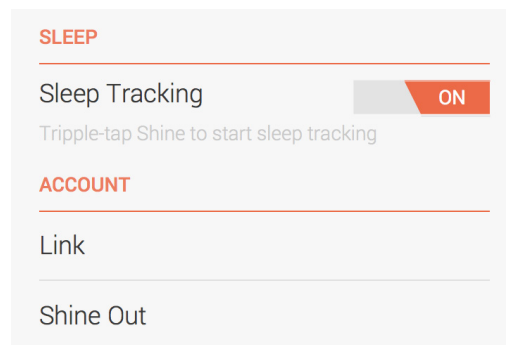 SLEEP
Sleep Tracking
ON
Tripple-tap Shine to start sleep tracking
ACCOUNT
Link
Shine Out